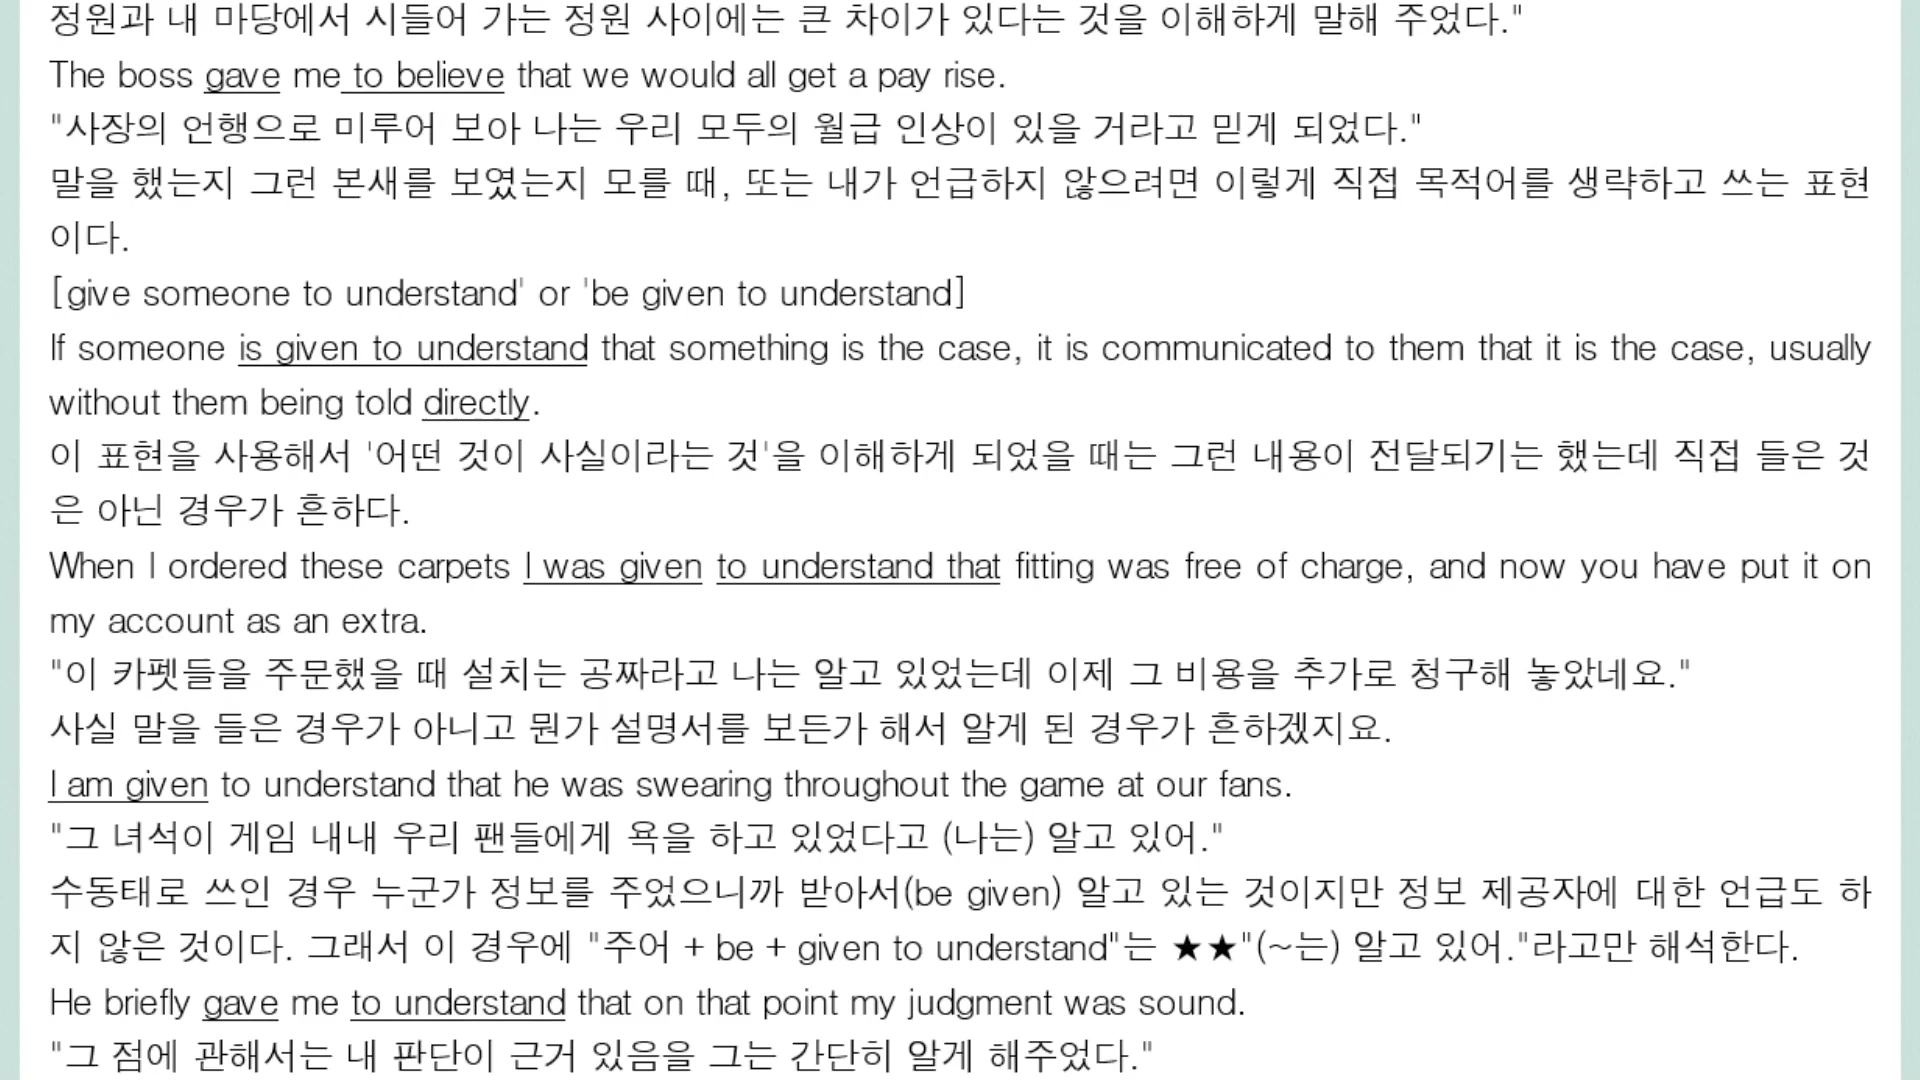 정원과 내 마당에서 시들어 가는 정원 사이에는 큰 차이가 있다는 것을 이해하게 말해 주었다."
The boss gave me to believe that we would all get a pay rise.
"사장의 언행으로 미루어 보아 나는 우리 모두의 월급 인상이 있을 거라고 믿게 되었다."
말을 했는지 그런 본새를 보였는지 모를 때, 또는 내가 언급하지 않으려면 이렇게 직접 목적어를 생략하고 쓰는 표현
이다.
[give someone to understand' or 'be given to understand]
If someone is given to understand that something is the case, it is communicated to them that it is the case, usually
without them being told directly.
이 표현을 사용해서 '어떤 것이 사실이라는 것'을 이해하게 되었을 때는 그런 내용이 전달되기는 했는데 직접 들은 것
은 아닌 경우가 흔하다.
When I ordered these carpets I was given to understand that fitting was free of charge, and now you have put it on
my account as an extra.
"이 카펫들을 주문했을 때 설치는 공짜라고 나는 알고 있었는데 이제 그 비용을 추가로 청구해 놓았네요."
사실 말을 들은 경우가 아니고 뭔가 설명서를 보든가 해서 알게 된 경우가 흔하겠지요.
I am given to understand that he was swearing throughout the game at our fans.
"그 녀석이 게임 내내 우리 팬들에게 욕을 하고 있었다고 (나는) 알고 있어."
수동태로 쓰인 경우 누군가 정보를 주었으니까 받아서(be given) 알고 있는 것이지만 정보 제공자에 대한 언급도 하
지 않은 것이다. 그래서 이 경우에 "주어 + be + given to understand"는 ★★"(~는) 알고 있어."라고만 해석한다.
He briefly gave me to understand that on that point my judgment was sound.
"그 점에 관해서는 내 판단이 근거 있음을 그는 간단히 알게 해주었다."